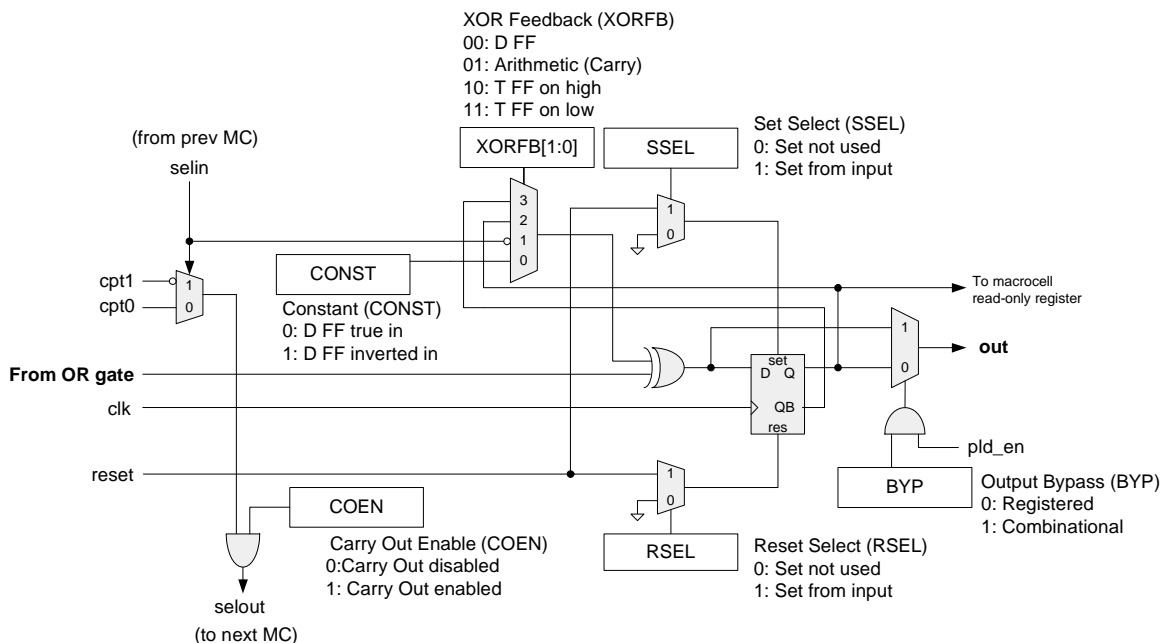 XOR Feedback (XORFB)
00: D FF
01: Arithmetic (Carry)
10: T FF on high
11: T FF on low
(from prev MC)
selin
XORFB[1:0]
SSEL
Set Select (SSEL)
0: Set not used
1: Set from input
3
2
1
0
1
0
CONST
Constant (CONST)
0: D FF true in
1: D FF inverted in
cpt1
cpt0
1
0
To macrocell
read-only register
1
0
out
From OR gate
set
D
Q
QB
res
clk
pld_en
reset
1
0
BYP
Output Bypass (BYP)
0: Registered
1: Combinational
COEN
Carry Out Enable (COEN)
0:Carry Out disabled
1: Carry Out enabled
RSEL
Reset Select (RSEL)
0: Set not used
1: Set from input
selout
(to next MC)